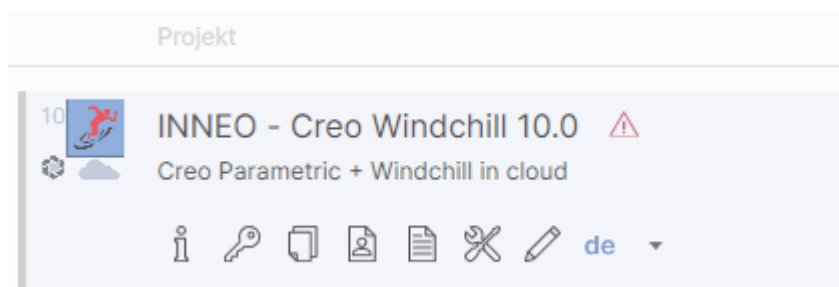 Projekt
10
INNEO - Creo Windchill 10.0
Creo Parametric + Windchill in cloud
de